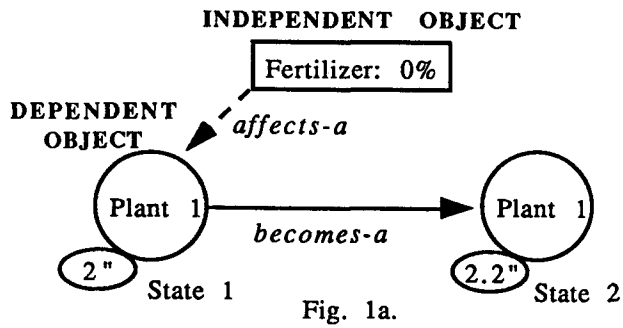 INDEPENDENT OBJECT
Fertilizer: 0%
DEPENDENT
OBJECT
affects-a
Plant 1
Plant 1
becomes-a
2"
State 1
2.2"
State 2
Fig. 1a.